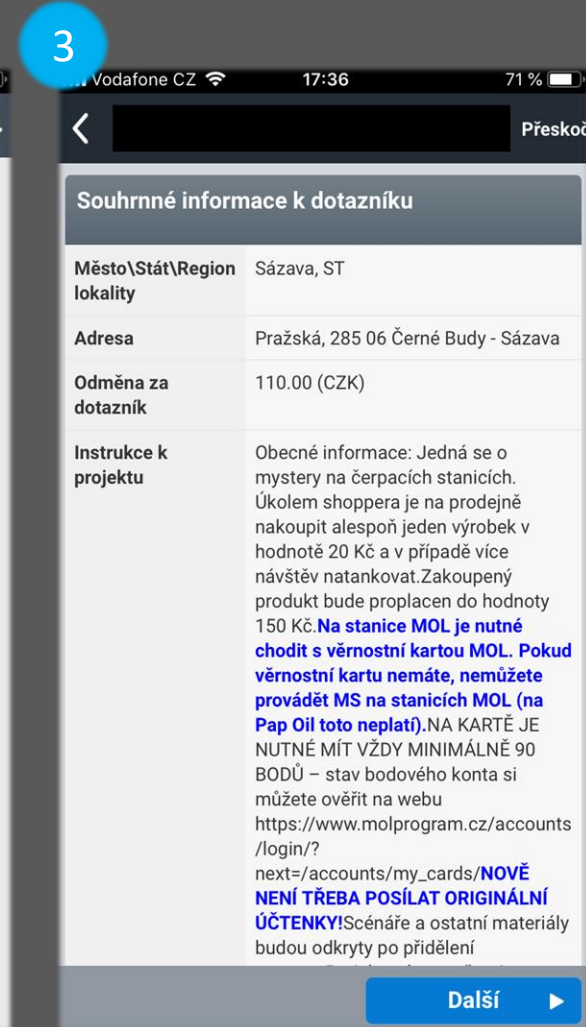 3
Vodafone CZ
17:36
71 %
Souhrnné informace k dotazníku
Město\Stát\Region lokality
Sázava, ST
Adresa
Pražská, 285 06 Černé Budy - Sázava
Odměna za dotazník
110.00 (CZK)
Instrukce k projektu
Obecné informace: Jedná se o
mystery na čerpacích stanicích.
Úkolem shoppera je na prodejně
nakoupit alespoň jeden výrobek v
hodnotě 20 Kč a v případě více
návštěv natankovat.Zakoupený
produkt bude proplacen do hodnoty
150 Kč.Na stanice MOL je nutné
chodit s věrnostní kartou MOL. Pokud
věrnostní kartu nemáte, nemůžete
provádět MS na stanicích MOL (na
Pap Oil toto neplatí).NA KARTĚ JE
NUTNÉ MÍT VŽDY MINIMÁLNĚ 90
BODŮ – stav bodového konta si
můžete ověřit na webu
https://www.molprogram.cz/accounts
/login/?
next=/accounts/my_cards/NOVĚ
NENÍ TŘEBA POSÍLAT ORIGINÁLNÍ
ÚČTENKY!Scénáře a ostatní materiály
budou odkryty po přidělení
Další